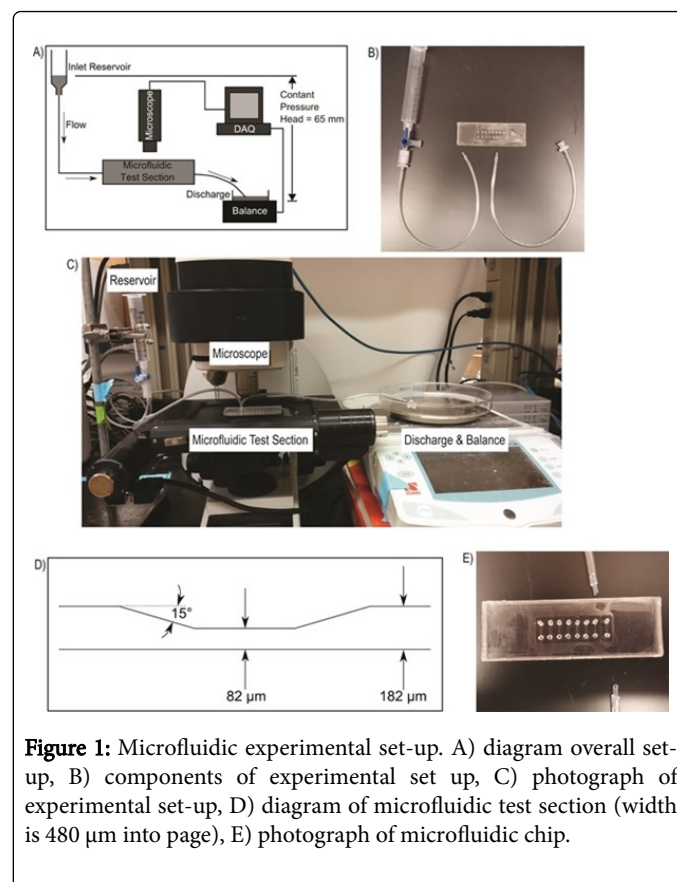 A)
Inlet Reservoir
Flow
Microscope
DAQ
Contant
Pressure
Head = 65 mm
Microfluidic
Test Section
Discharge
Balance
B)
C)
Reservoir
Microscope
Microfluidic Test Section
Discharge & Balance
D)
15°
82 µm
182 µm
E)
Figure 1: Microfluidic experimental set-up. A) diagram overall set-
up, B) components of experimental set up, C) photograph of
experimental set-up, D) diagram of microfluidic test section (width
is 480 µm into page), E) photograph of microfluidic chip.